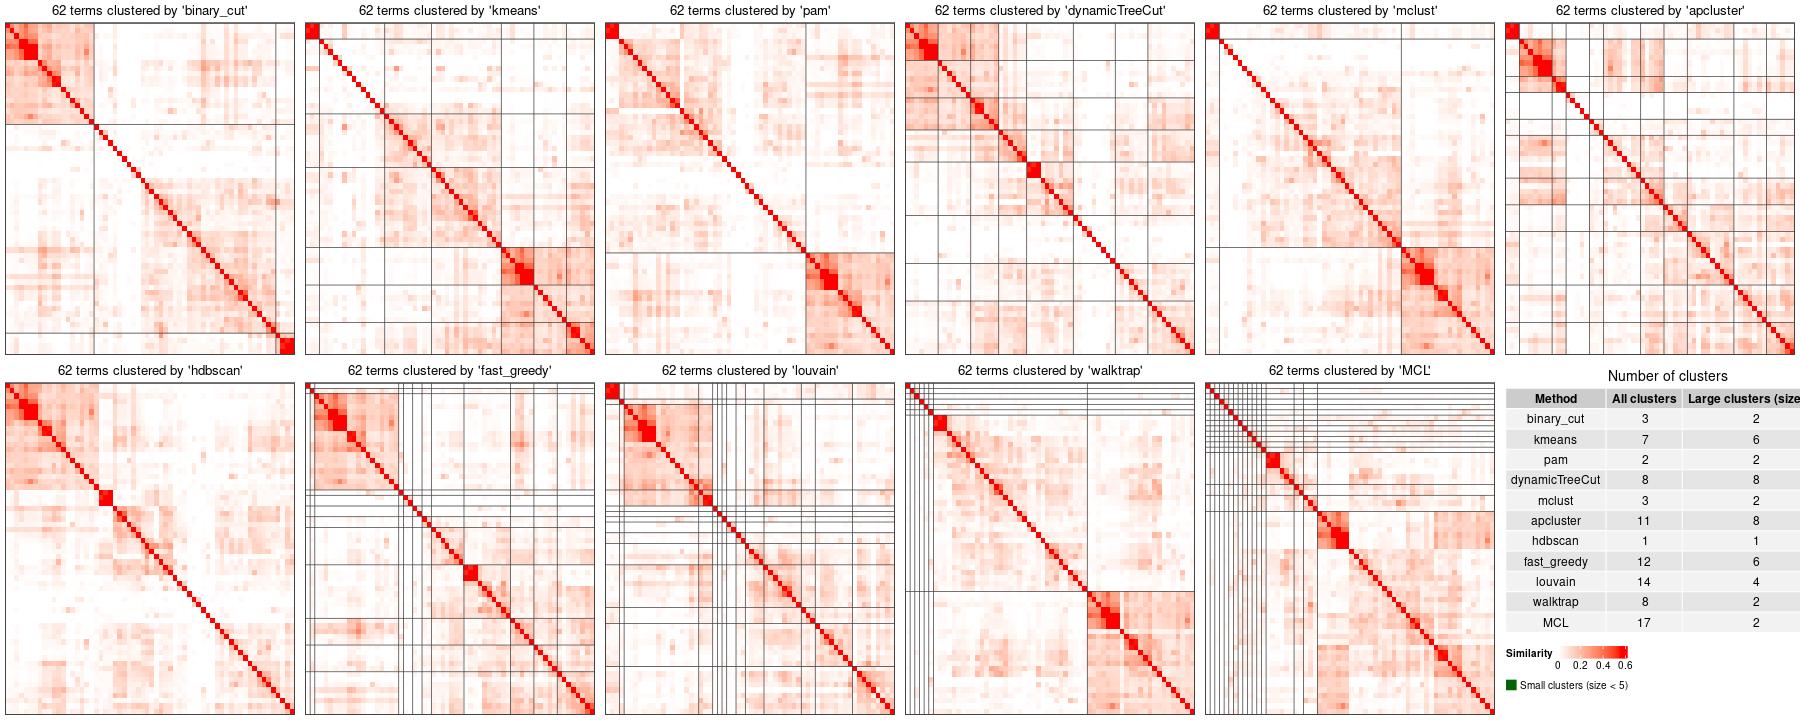 62 terms clustered by 'binary_cut'
62 terms clustered by 'kmeans'
62 terms clustered by 'pam'
62 terms clustered by 'dynamicTreeCut'
62 terms clustered by 'mclust'
62 terms clustered by 'apcluster'
62 terms clustered by 'hdbscan'
62 terms clustered by 'fast_greedy'
62 terms clustered by 'louvain'
62 terms clustered by 'walktrap'
62 terms clustered by 'MCL'
Number of clusters
Method All clusters Large clusters (size
binary_cut 3 2
kmeans 7 6
pam 2 2
dynamicTreeCut 8 8
mclust 3 2
apcluster 11 8
hdbscan 1 1
fast_greedy 12 6
louvain 14 4
walktrap 8 2
MCL 17 2
Similarity
0 0.2 0.4 0.6
Small clusters (size < 5)